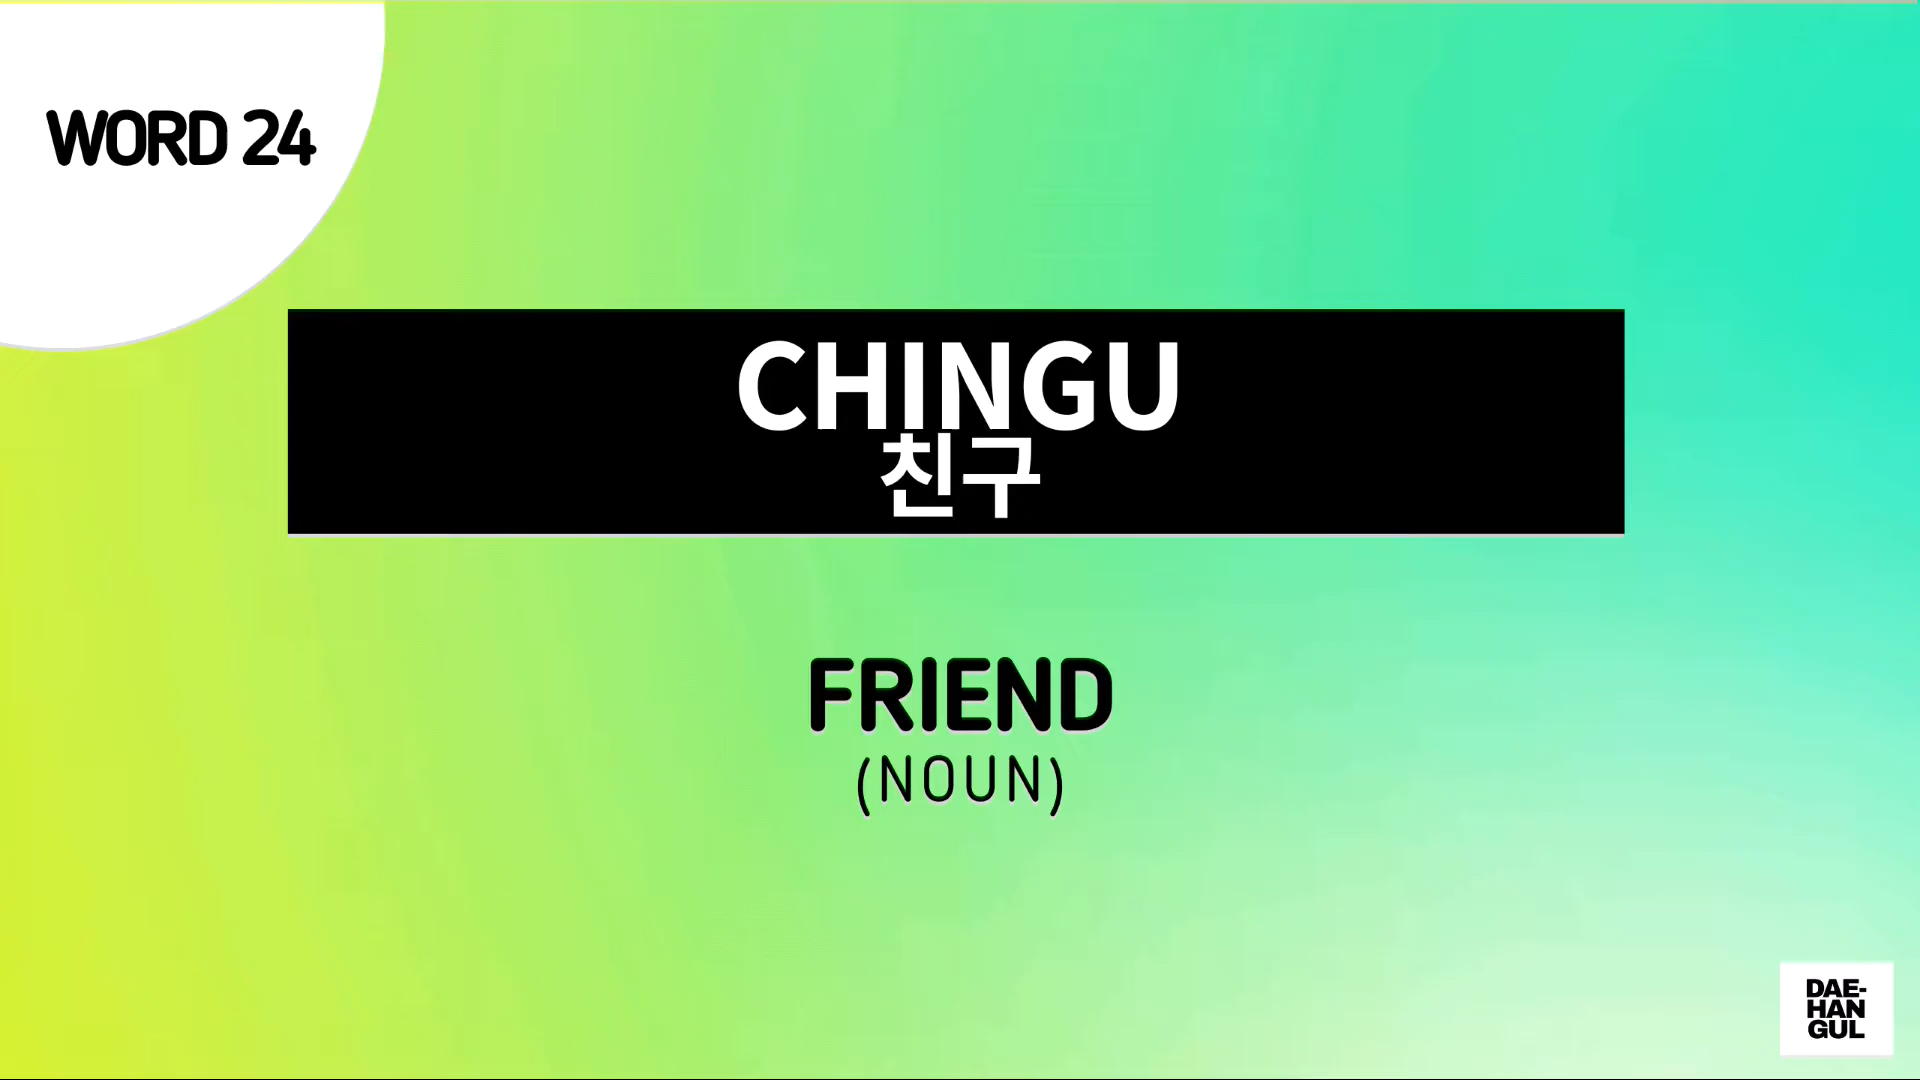 WORD 24
CHINGU
친구
FRIEND
(NOUN)
DAE-
HAN
GUL